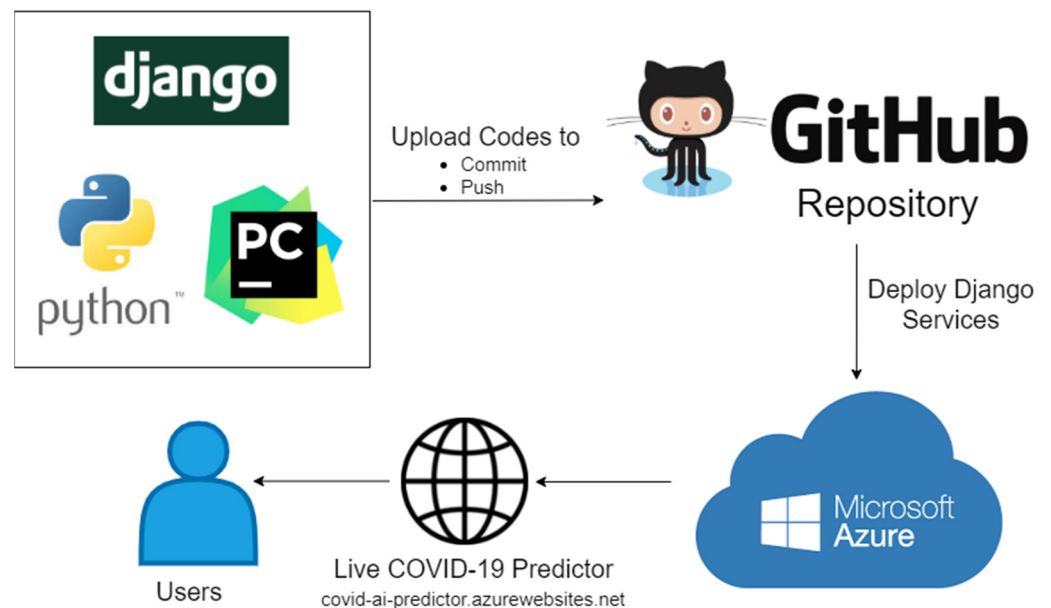 django
python™
PC
Upload Codes to
• Commit
• Push
GitHub
Repository
Deploy Django
Services
Microsoft
Azure
Live COVID-19 Predictor
covid-ai-predictor.azurewebsites.net
Users